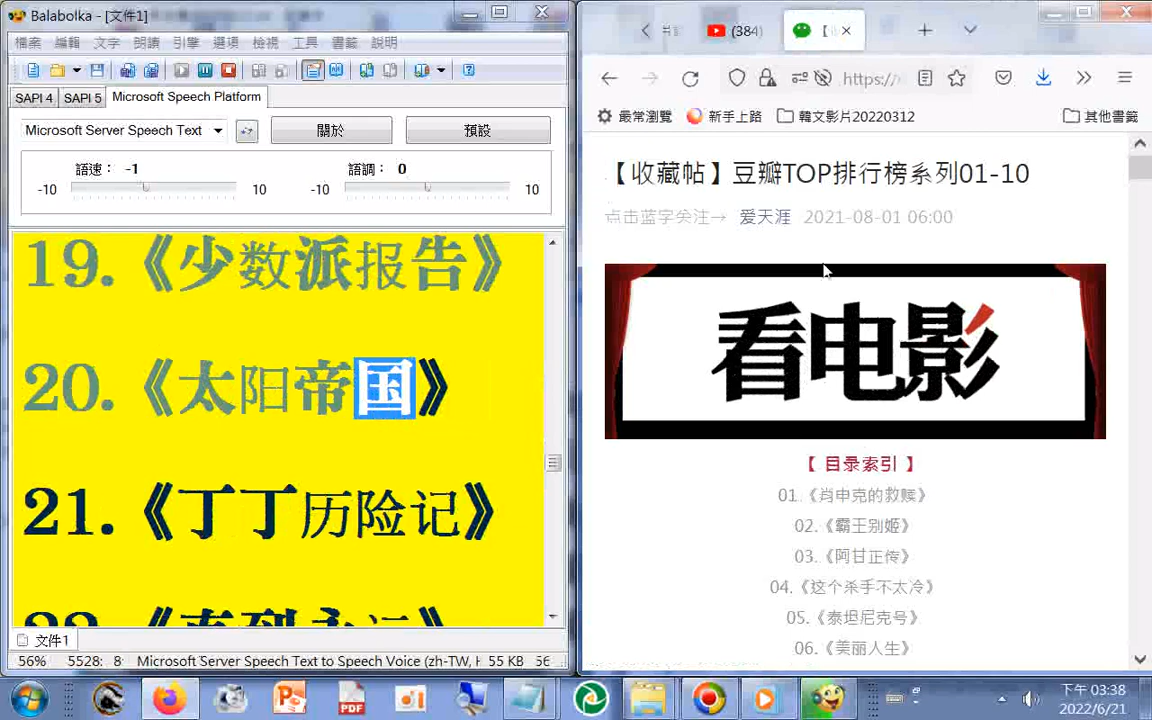 Balabolka - [文件1]
檔案 編輯 文字 朗讀 引擎 選項 檢視 工具 書籤 說明
SAPI 4 SAPI 5 Microsoft Speech Platform
Microsoft Server Speech Text
關於
預設
語速： -1
語調： 0
-10 10
-10 10
19.《少数派报告》
20.《太阳帝国》
21.《丁丁历险记》
文件1
56% 5528: 8 Microsoft Server Speech Text to Speech Voice (zh-TW, H 55 KB
(384)
https://
最常瀏覽 新手上路 韓文影片20220312 其他書籤
【收藏帖】豆瓣TOP排行榜系列01-10
点击蓝字关注→ 爱天涯 2021-08-01 06:00
看电影
【 目录索引 】
01.《肖申克的救赎》
02.《霸王别姬》
03.《阿甘正传》
04.《这个杀手不太冷》
05.《泰坦尼克号》
06.《美丽人生》
PDF
下午 03:38
2022/6/21